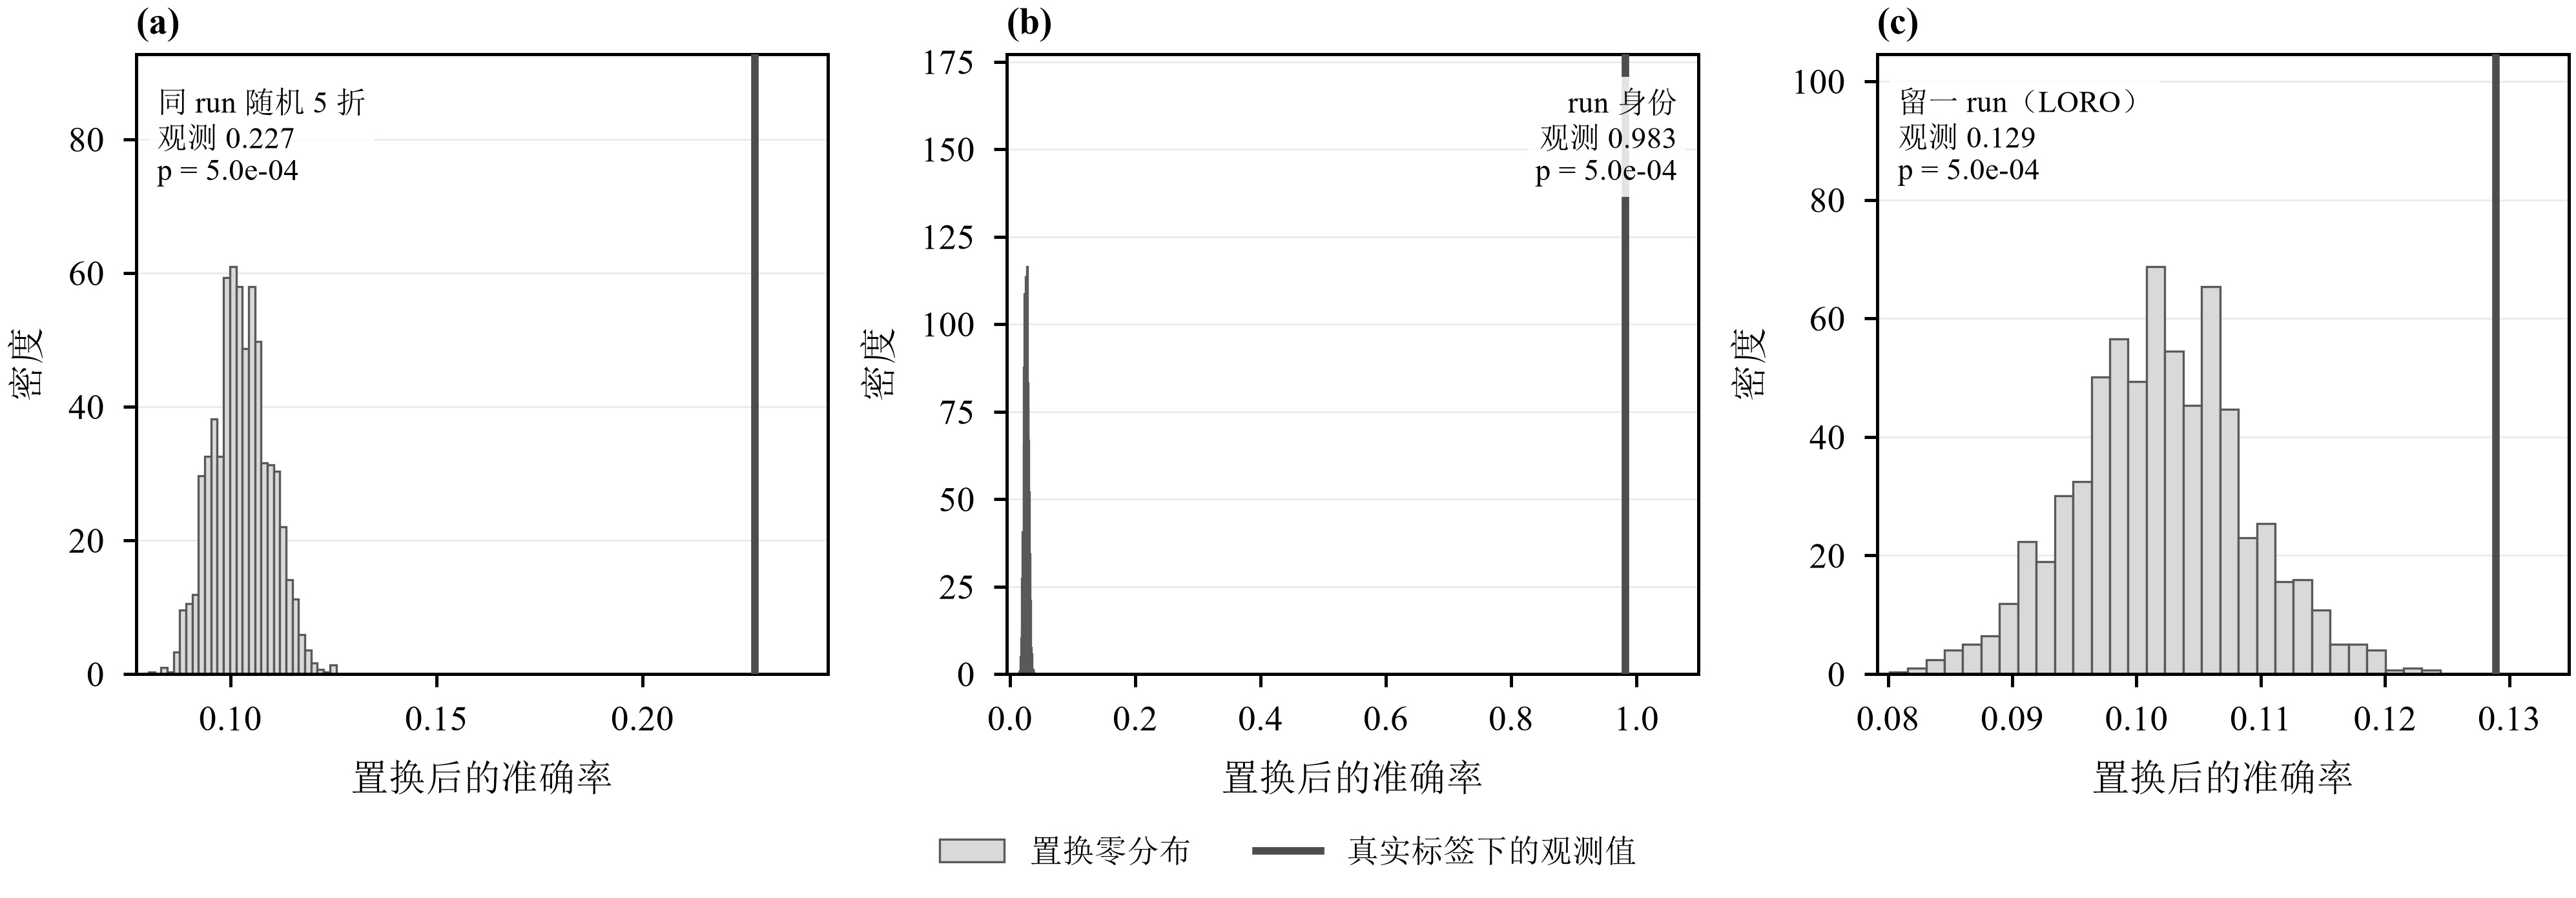 (a)
同 run 随机 5 折
观测 0.227
p = 5.0e-04
80
60
40
20
0
密度
0.10 0.15 0.20
置换后的准确率
(b)
run 身份
观测 0.983
p = 5.0e-04
175
150
125
100
75
50
25
0
密度
0.0 0.2 0.4 0.6 0.8 1.0
置换后的准确率
(c)
留一 run（LORO）
观测 0.129
p = 5.0e-04
100
80
60
40
20
0
密度
0.08 0.09 0.10 0.11 0.12 0.13
置换后的准确率
置换零分布 真实标签下的观测值